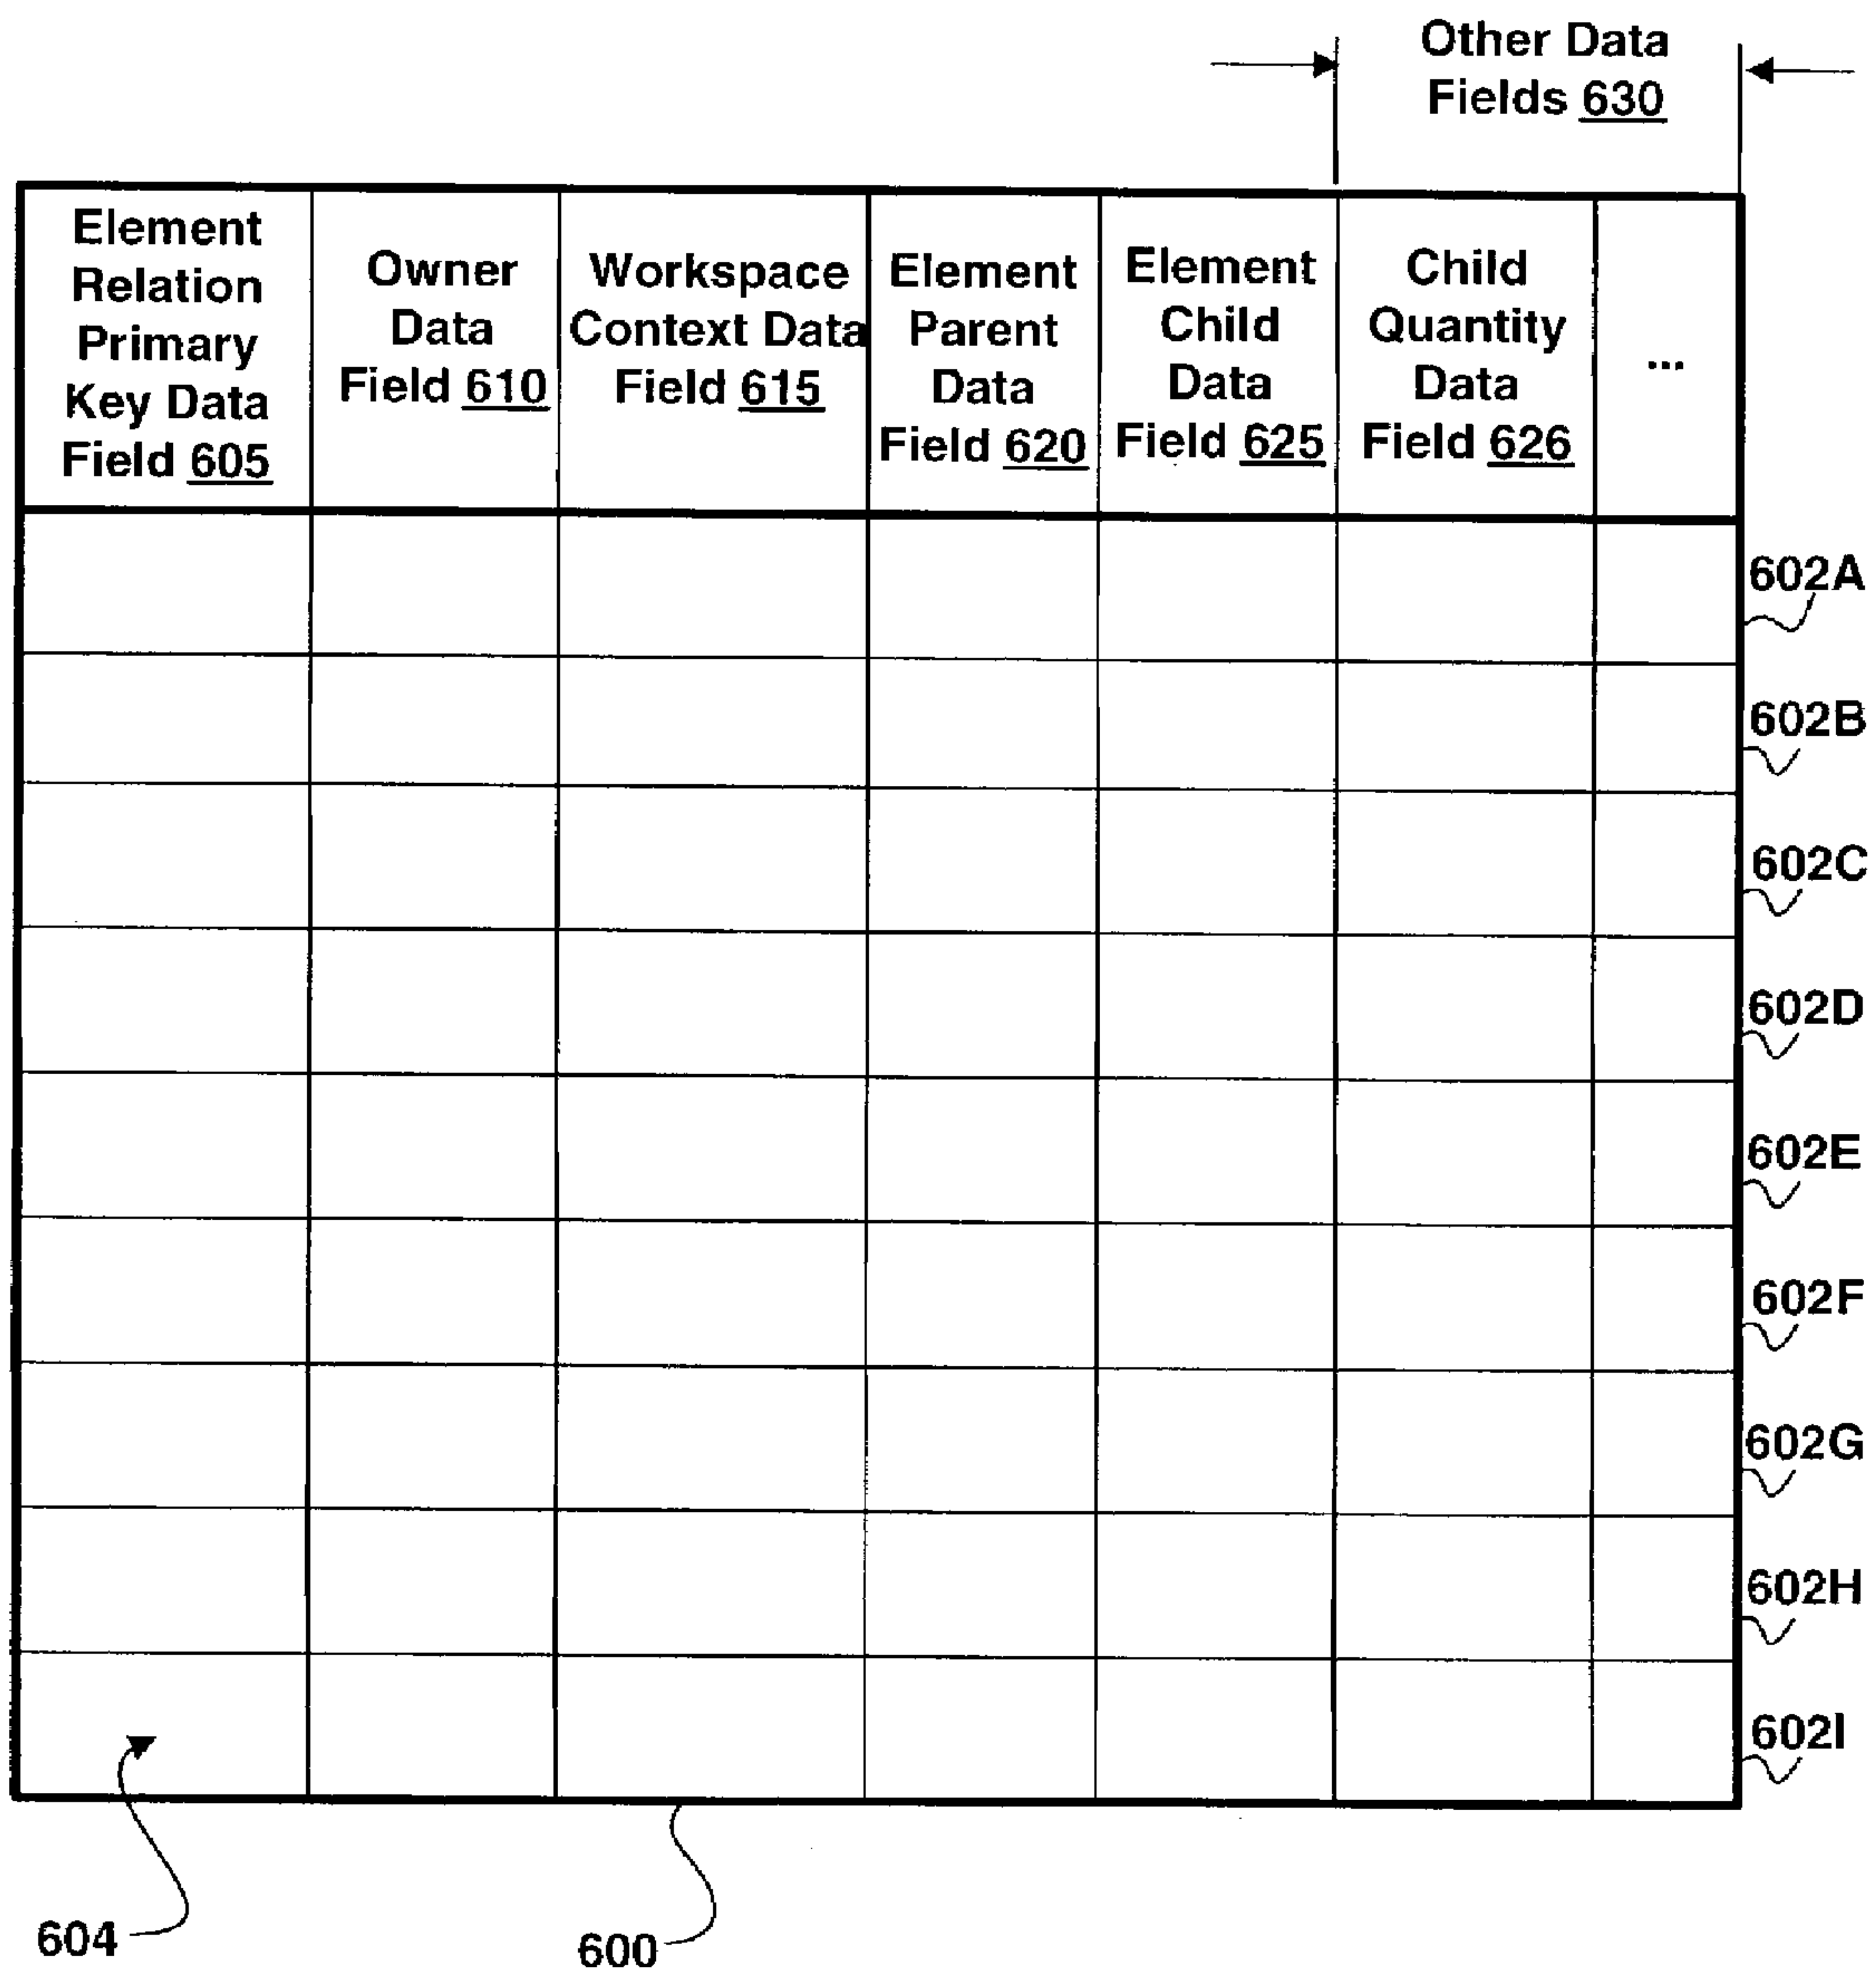 Other Data
Fields 630
Element
Relation
Primary
Key Data
Field 605
Owner
Data
Field 610
Workspace
Context Data
Field 615
Element
Parent
Data
Field 620
Element
Child
Data
Field 625
Child
Quantity
Data
Field 626
...
602A
602B
602C
602D
602E
602F
602G
602H
602I
604
600